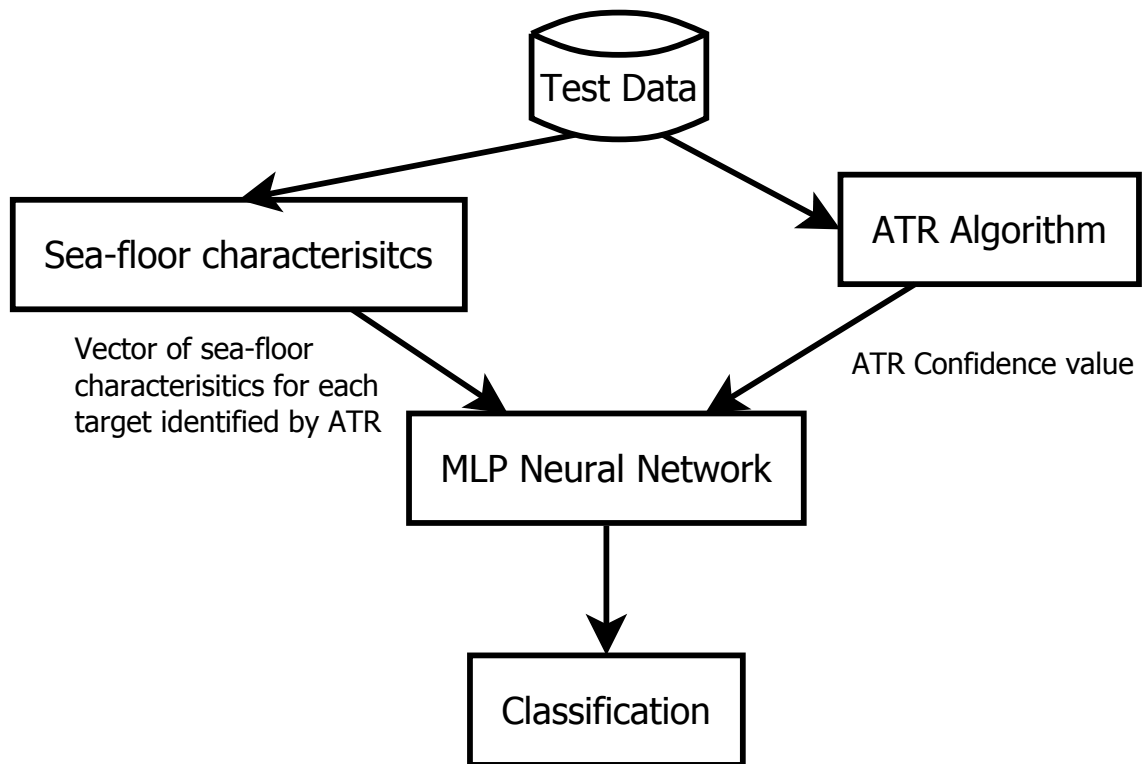 Test Data
Sea-floor characterisitcs
ATR Algorithm
Vector of sea-floor
characterisitics for each
target identified by ATR
ATR Confidence value
MLP Neural Network
Classification